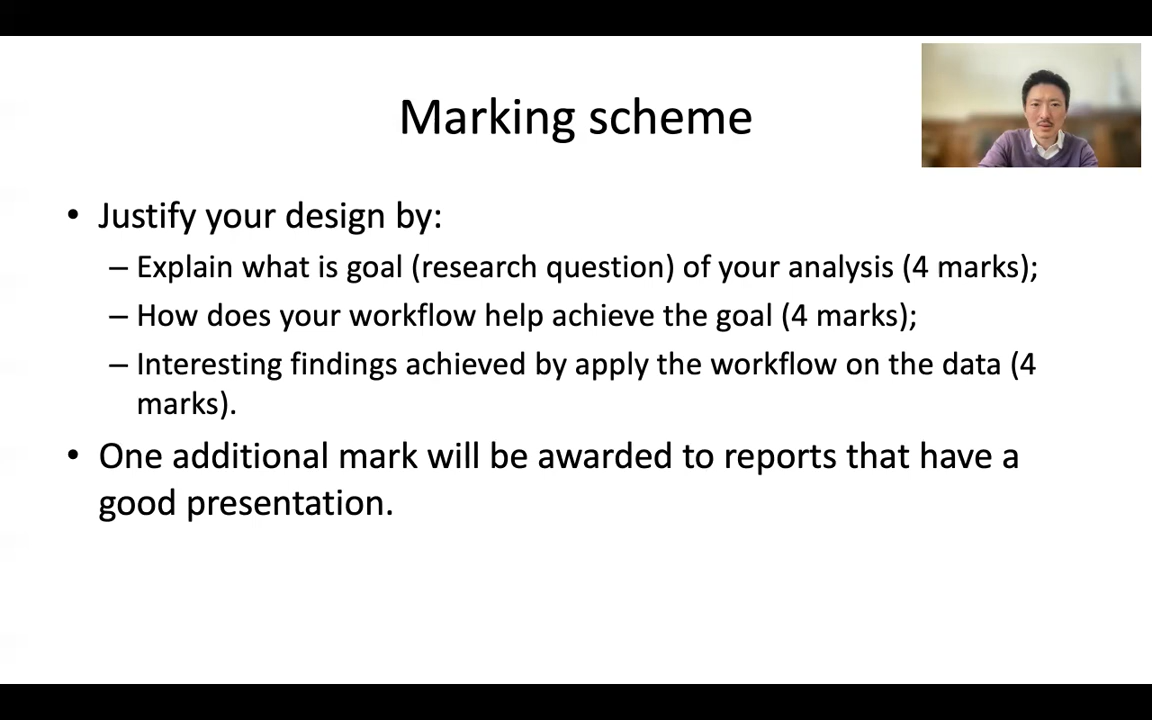 Marking scheme
• Justify your design by:
– Explain what is goal (research question) of your analysis (4 marks);
– How does your workflow help achieve the goal (4 marks);
– Interesting findings achieved by apply the workflow on the data (4
marks).
• One additional mark will be awarded to reports that have a
good presentation.